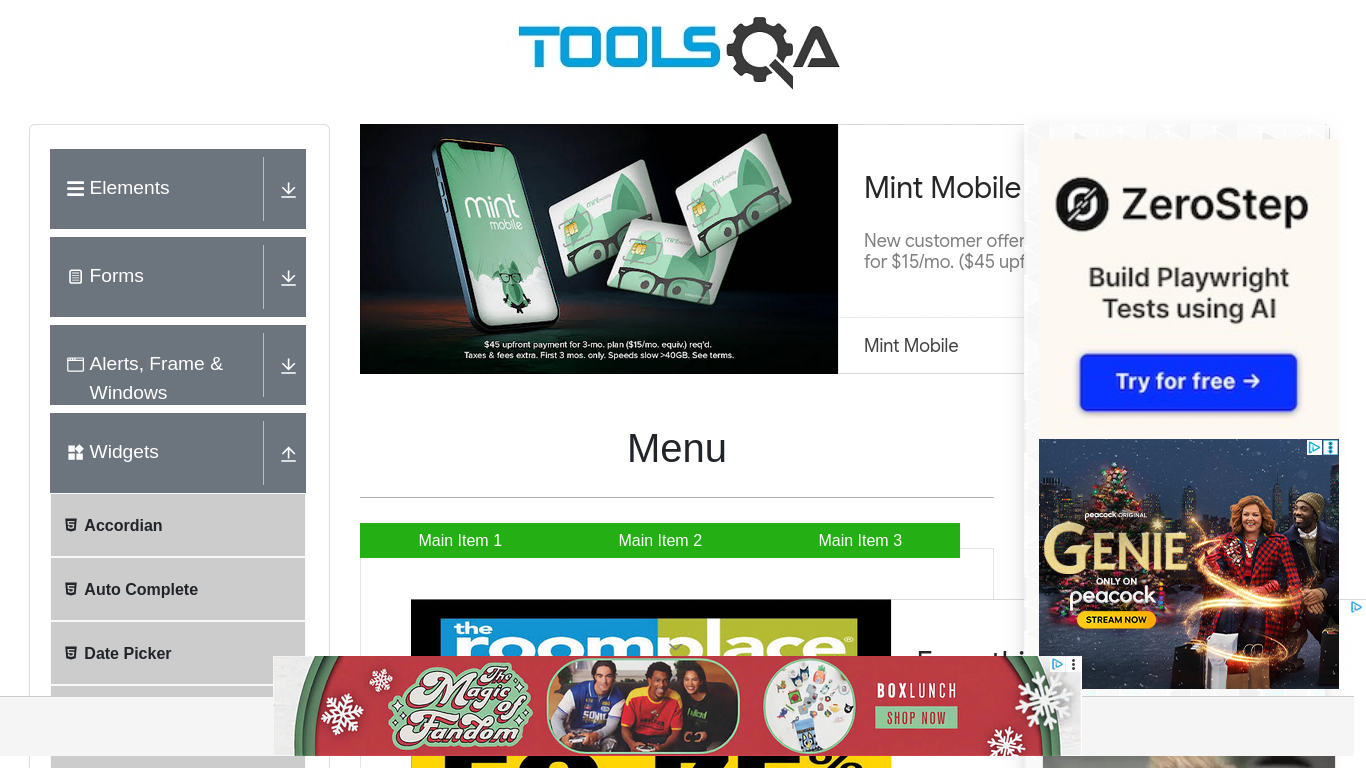 TOOLSQA
Elements
Forms
Alerts, Frame &
Windows
Widgets
Accordian
Auto Complete
Date Picker
mint
mobile
$45 upfront payment for 3-mo. plan ($15/mo. equiv.) req'd.
Taxes & fees extra. First 3 mos. only. Speeds slow >40GB. See terms.
Mint Mobile
New customer offer
for $15/mo. ($45 upf
Mint Mobile
Menu
Main Item 1
Main Item 2
Main Item 3
the
roomplace®
ZeroStep
Build Playwright
Tests using AI
Try for free →
peacock ORIGINAL
GENIE
ONLY ON
peacock
STREAM NOW
The
Magic
of
Fandom
SONIC
BOXLUNCH
SHOP NOW